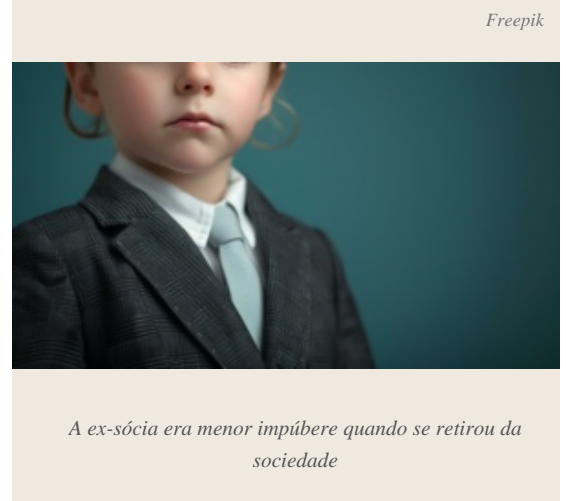 Freepik
A ex-sócia era menor impúbere quando se retirou da
sociedade